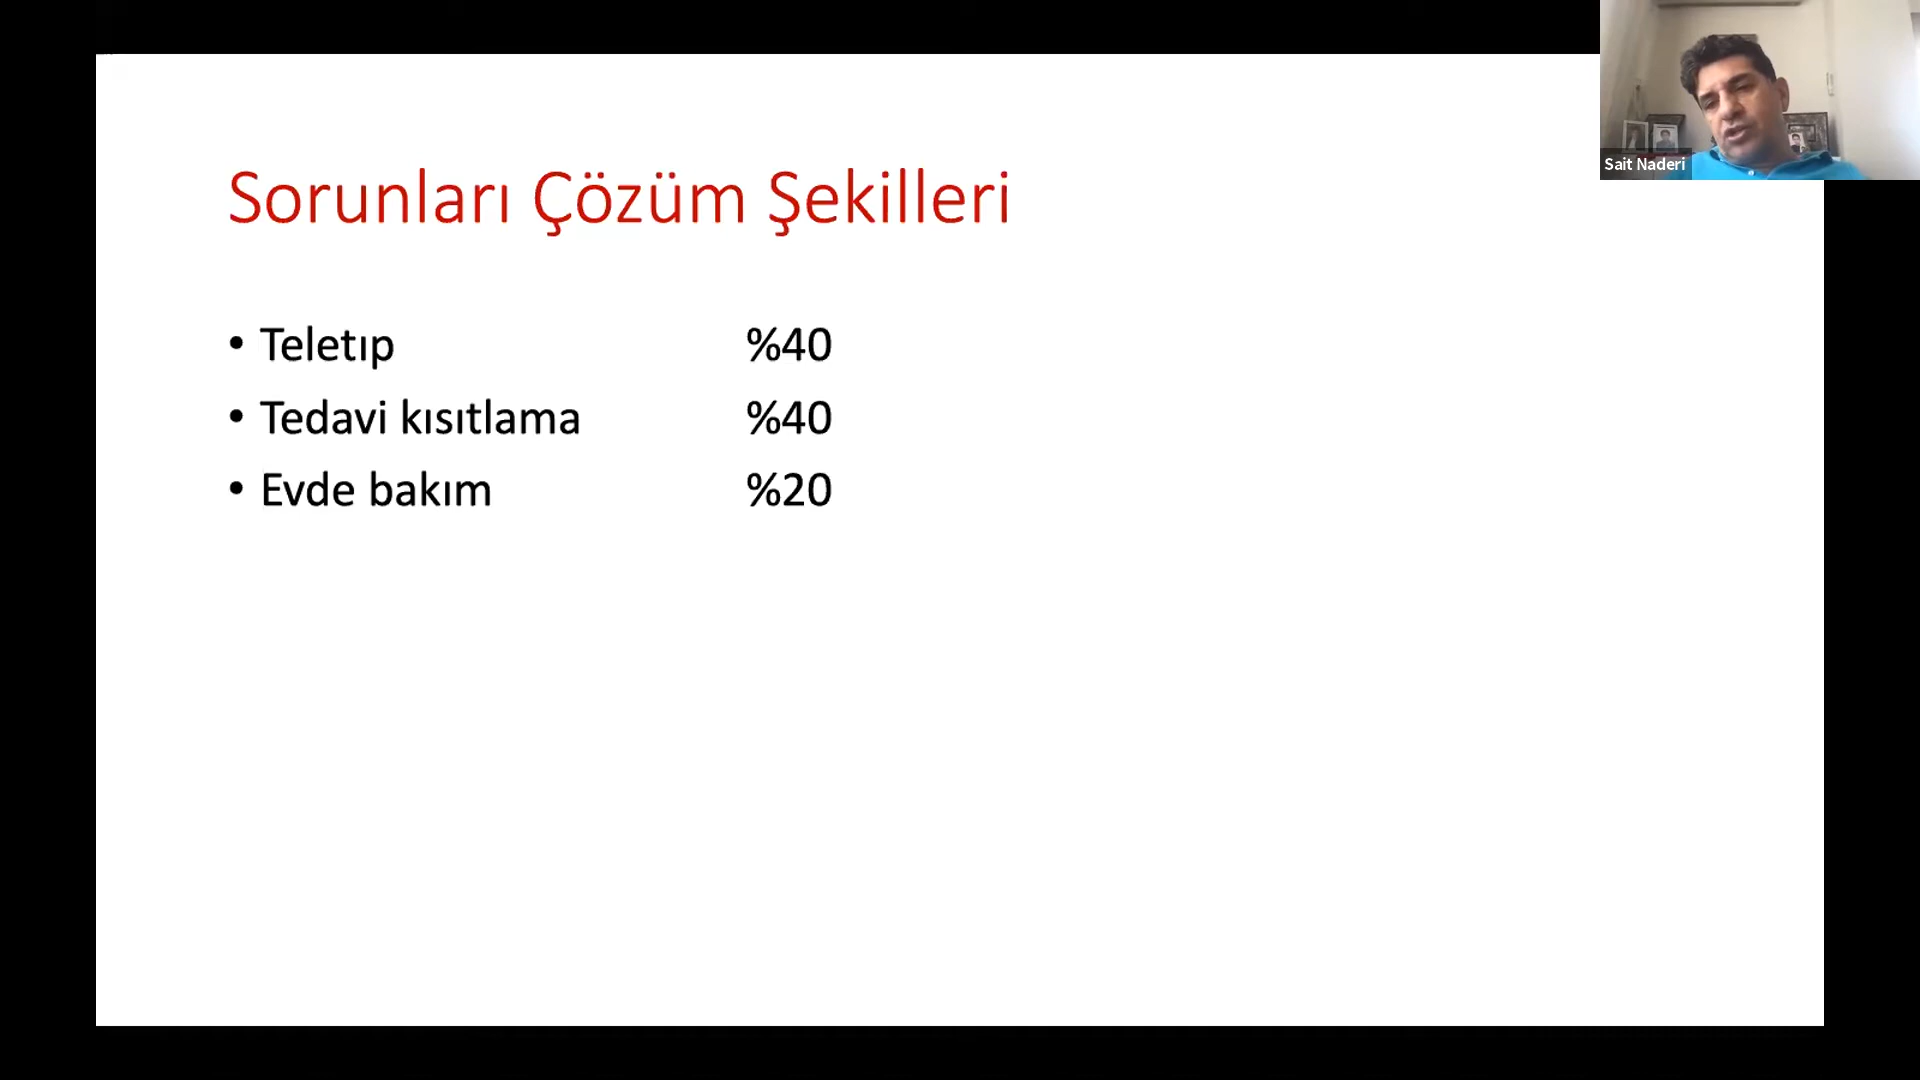 Sorunları Çözüm Şekilleri
• Teletıp %40
• Tedavi kısıtlama %40
• Evde bakım %20
Sait Naderi